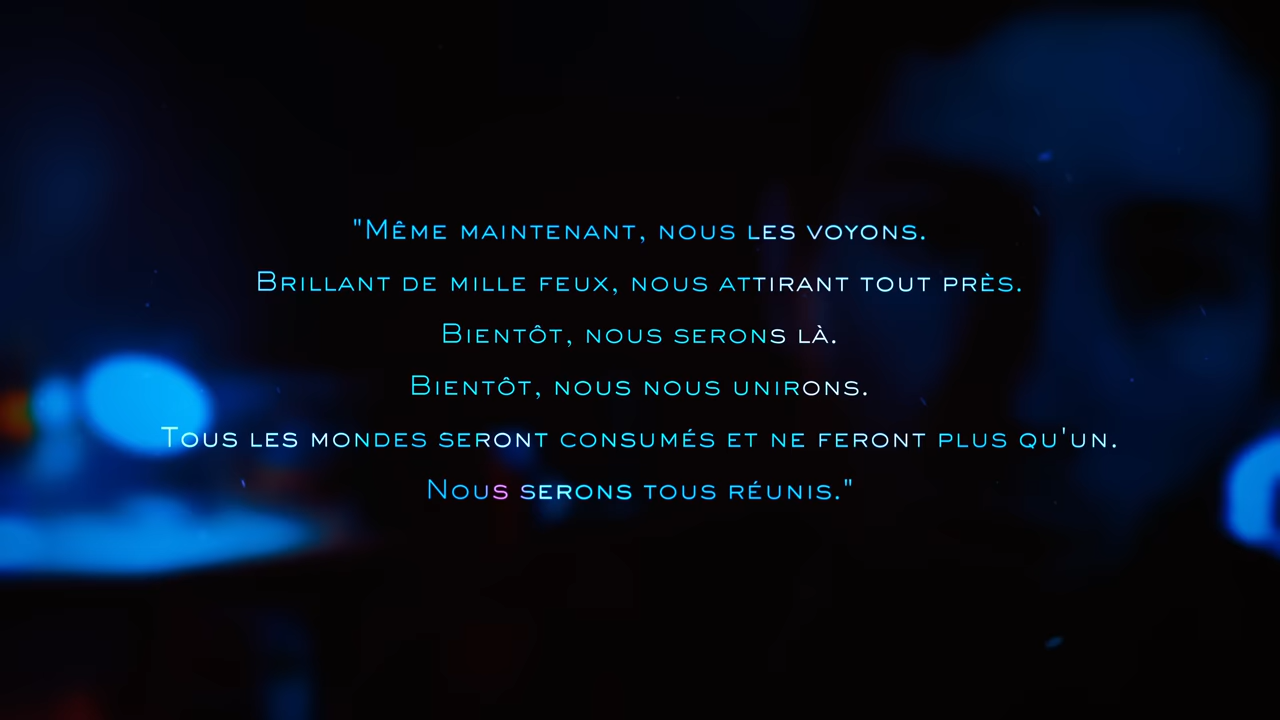 "Même maintenant, nous les voyons.
Brillant de mille feux, nous attirant tout près.
Bientôt, nous serons là.
Bientôt, nous nous unirons.
Tous les mondes seront consumés et ne feront plus qu'un.
Nous serons tous réunis."